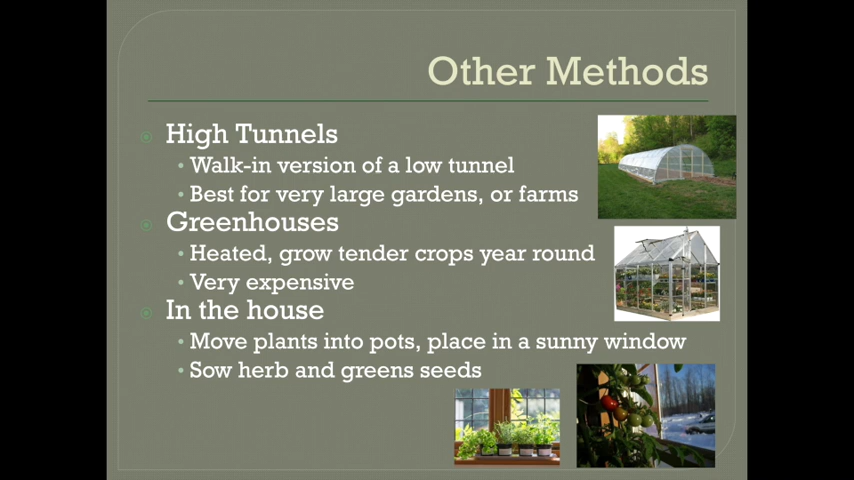 Other Methods
High Tunnels
Walk-in version of a low tunnel
Best for very large gardens, or farms
Greenhouses
Heated, grow tender crops year round
Very expensive
In the house
Move plants into pots, place in a sunny window
Sow herb and greens seeds